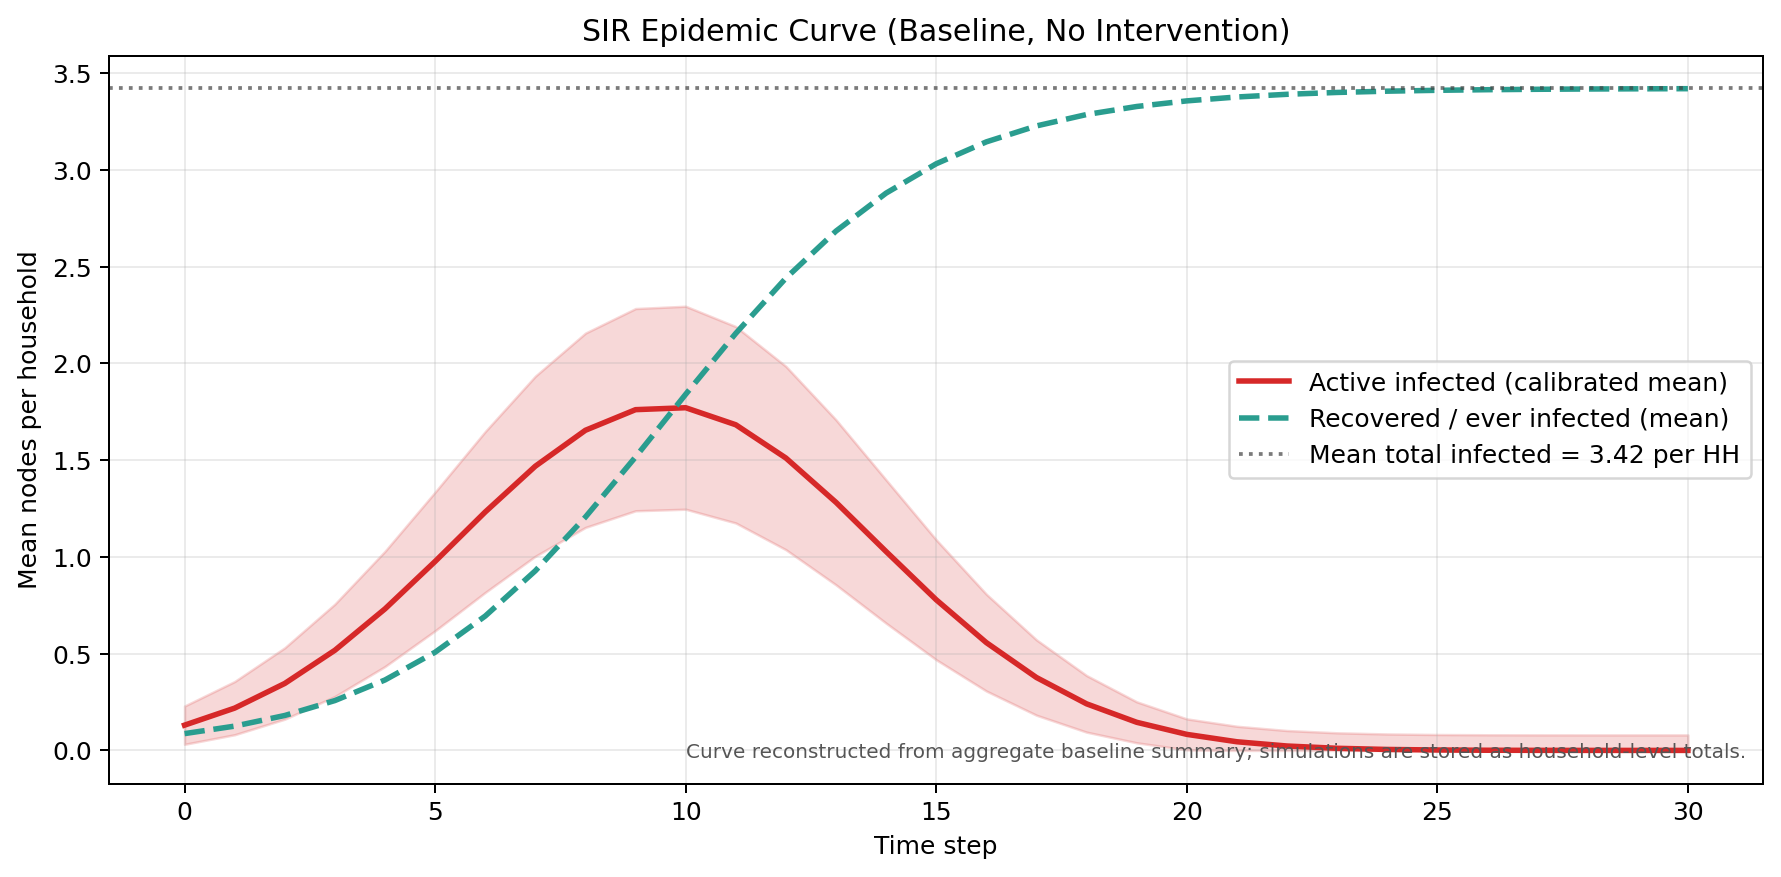 SIR Epidemic Curve (Baseline, No Intervention)
Mean nodes per household
3.5
3.0
2.5
2.0
1.5
1.0
0.5
0.0
Active infected (calibrated mean)
Recovered / ever infected (mean)
Mean total infected = 3.42 per HH
Curve reconstructed from aggregate baseline summary; simulations are stored as household-level totals.
0 5 10 15 20 25 30
Time step